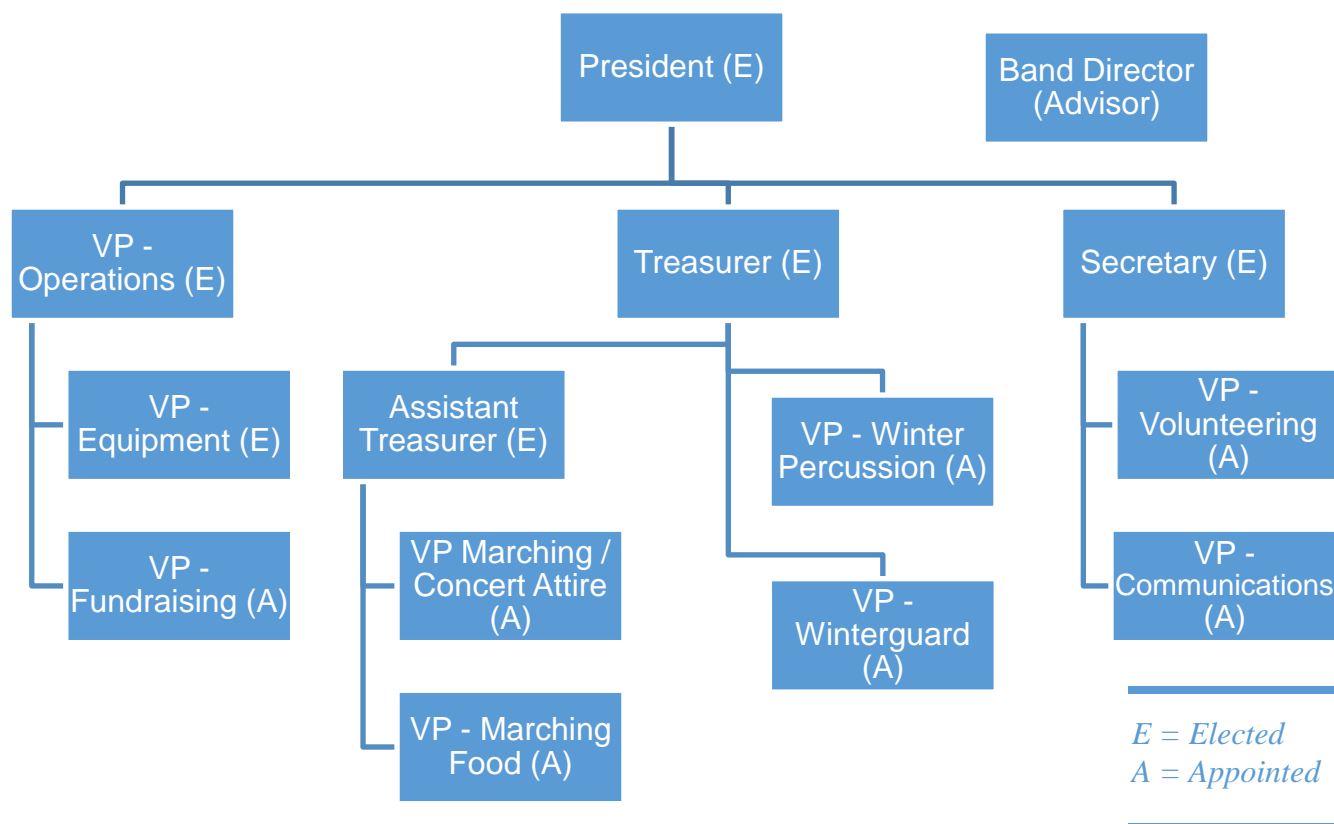 President (E)
Band Director
(Advisor)
VP -
Operations (E)
Treasurer (E)
Secretary (E)
VP -
Equipment (E)
VP -
Fundraising (A)
Assistant
Treasurer (E)
VP Marching /
Concert Attire
(A)
VP - Marching
Food (A)
VP - Winter
Percussion (A)
VP -
Winterguard
(A)
VP -
Volunteering
(A)
VP -
Communications
(A)
E = Elected
A = Appointed